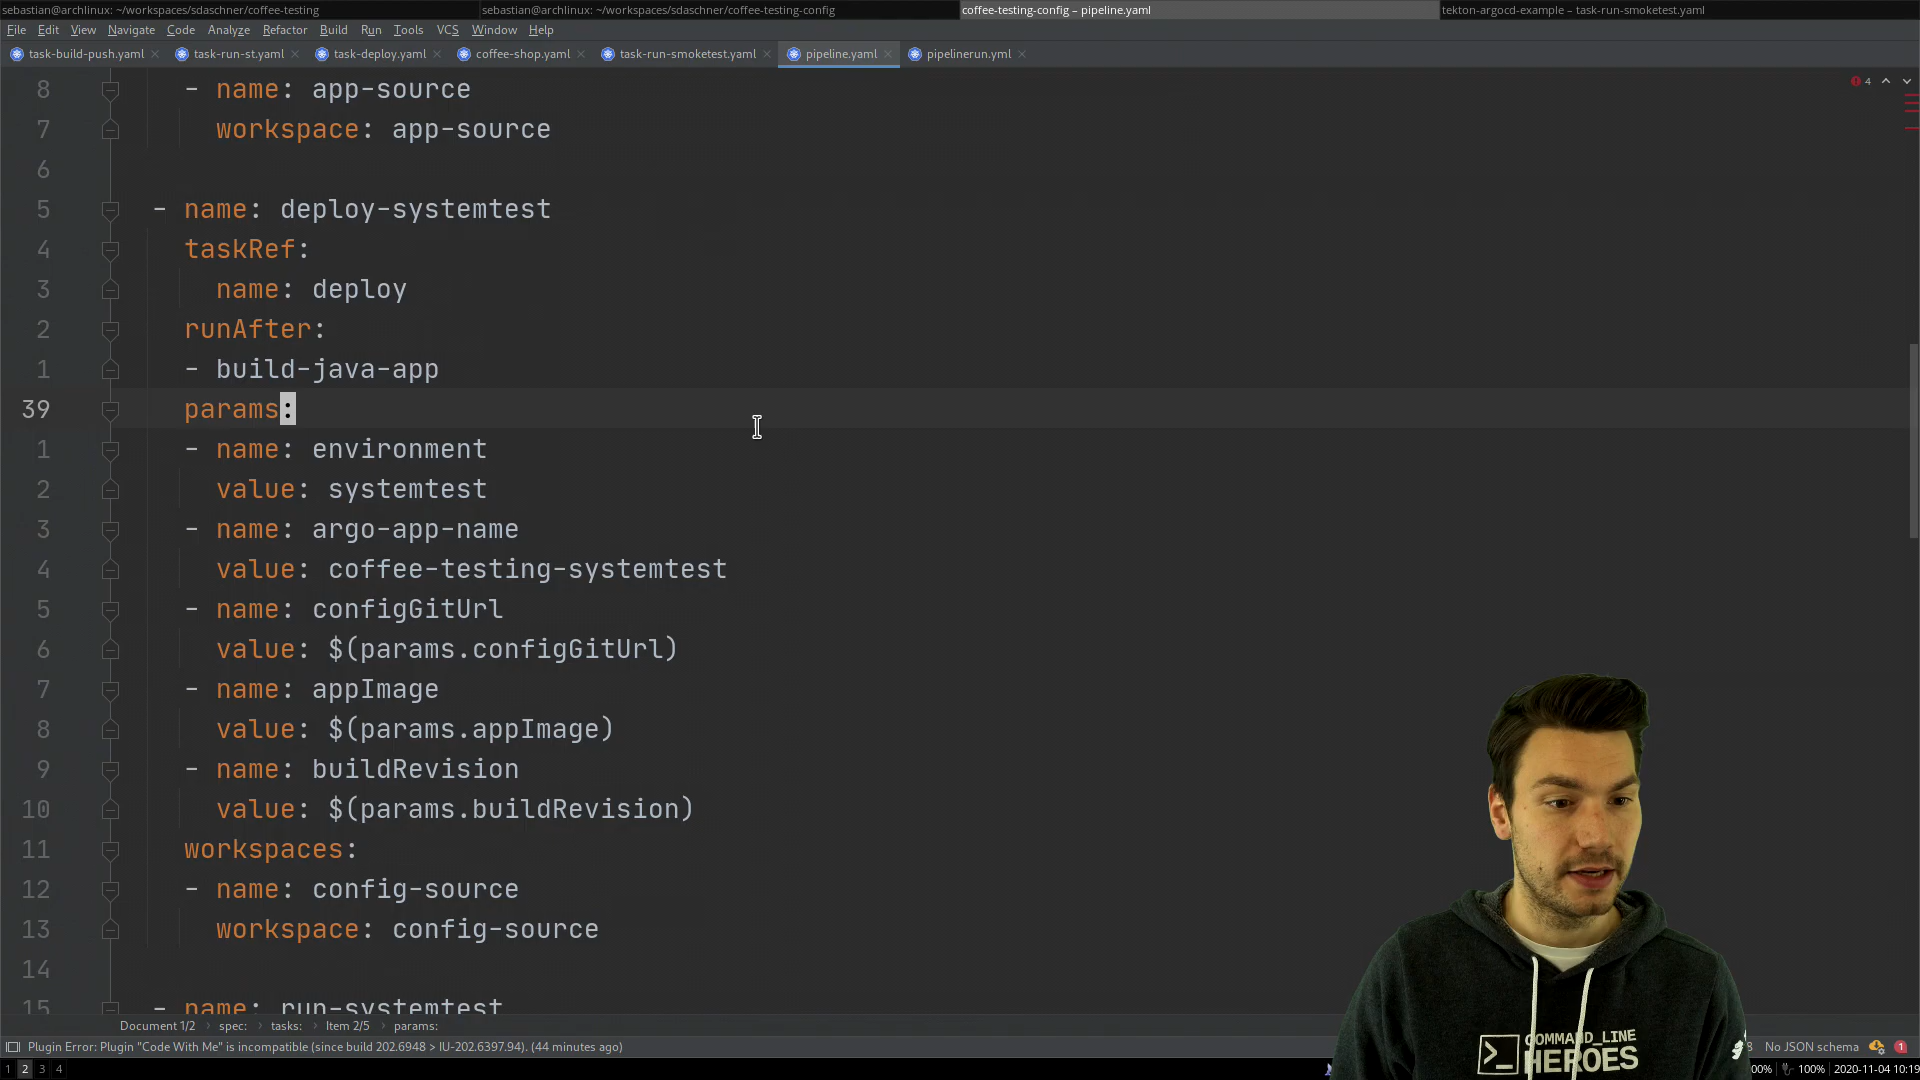 sebastian@archlinux: ~/workspaces/sdaschner/coffee-testing
sebastian@archlinux: ~/workspaces/sdaschner/coffee-testing-config
coffee-testing-config – pipeline.yaml
tekton-argocd-example – task-run-smoketest.yaml
File Edit View Navigate Code Analyze Refactor Build Run Tools VCS Window Help
task-build-push.yaml task-run-st.yaml task-deploy.yaml coffee-shop.yaml task-run-smoketest.yaml pipeline.yaml pipelinerun.yml
4
8 - name: app-source
7 workspace: app-source
6
5 - name: deploy-systemtest
4 taskRef:
3 name: deploy
2 runAfter:
1 - build-java-app
39 params:
1 - name: environment
2 value: systemtest
3 - name: argo-app-name
4 value: coffee-testing-systemtest
5 - name: configGitUrl
6 value: $(params.configGitUrl)
7 - name: appImage
8 value: $(params.appImage)
9 - name: buildRevision
10 value: $(params.buildRevision)
11 workspaces:
12 - name: config-source
13 workspace: config-source
14
15 - name: run-systemtest
Document 1/2 › spec: › tasks: › Item 2/5 › params:
Plugin Error: Plugin "Code With Me" is incompatible (since build 202.6948 > IU-202.6397.94). (44 minutes ago)
No JSON schema
1
1 2 3 4
100% 2020-11-04 10:19
COMMAND_LINE
HEROES